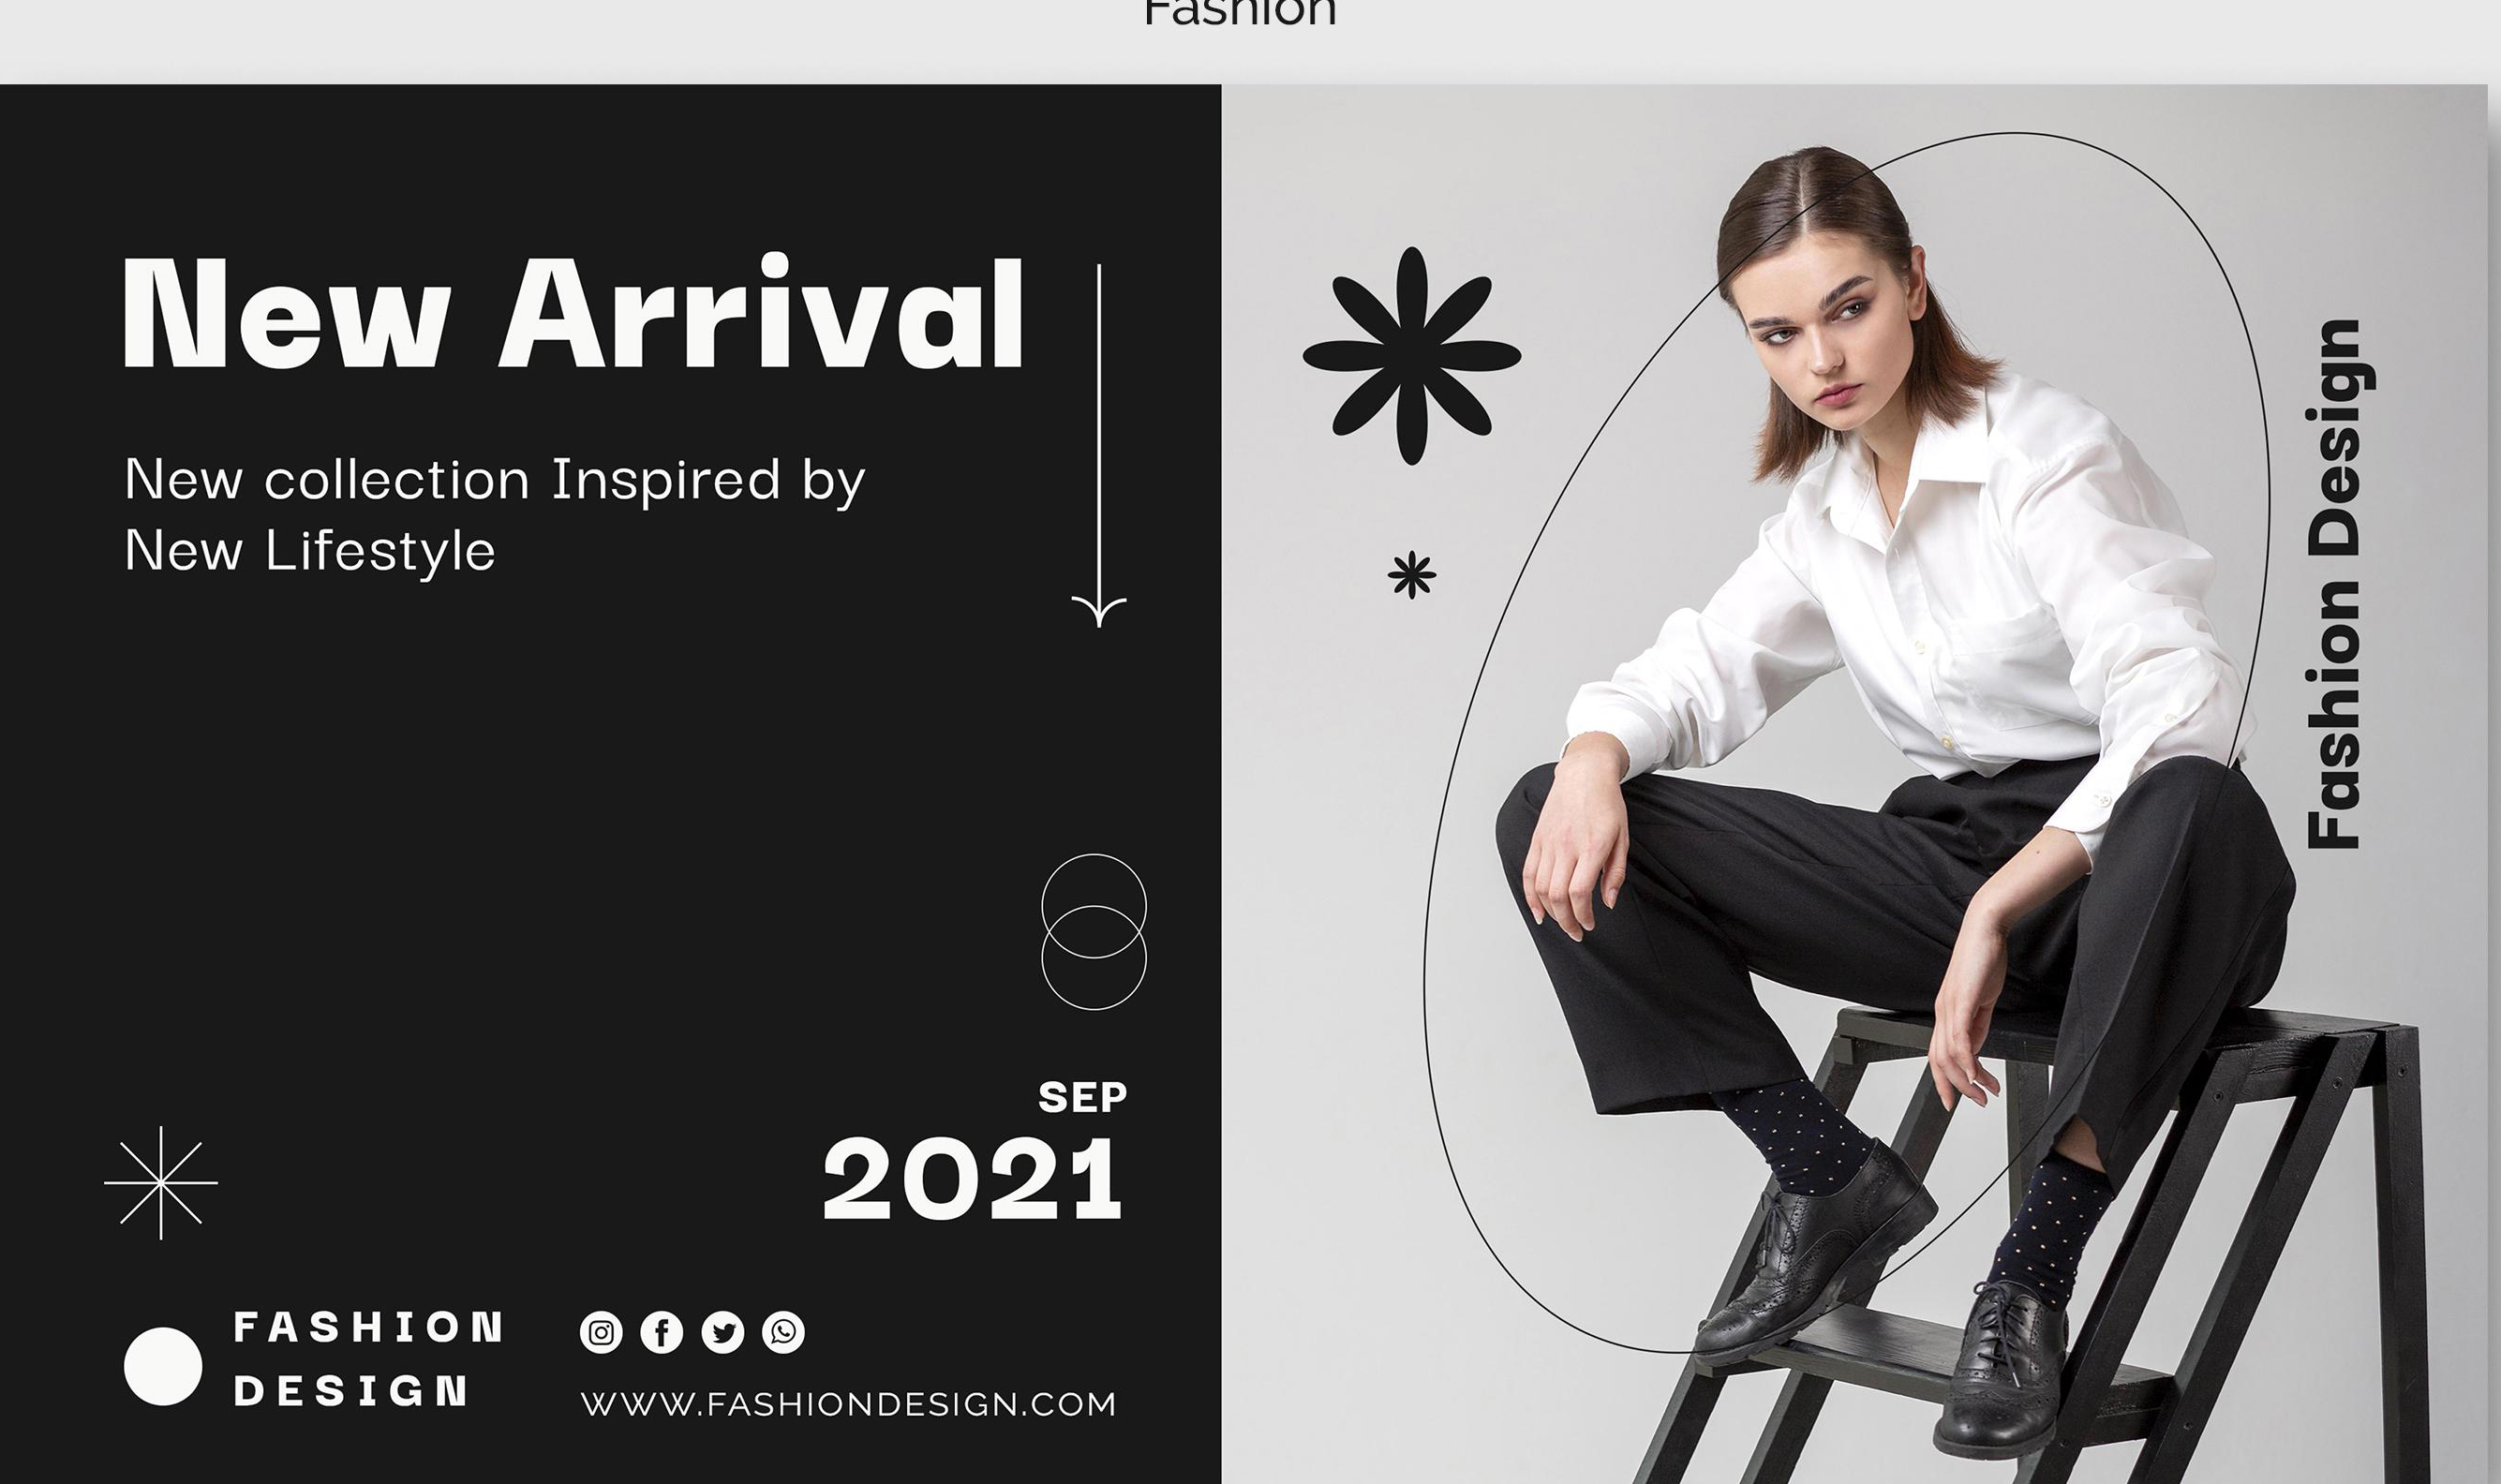 Fashion
New Arrival
New collection Inspired by
New Lifestyle
SEP
2021
FASHION
DESIGN
WWW.FASHIONDESIGN.COM
Fashion Design